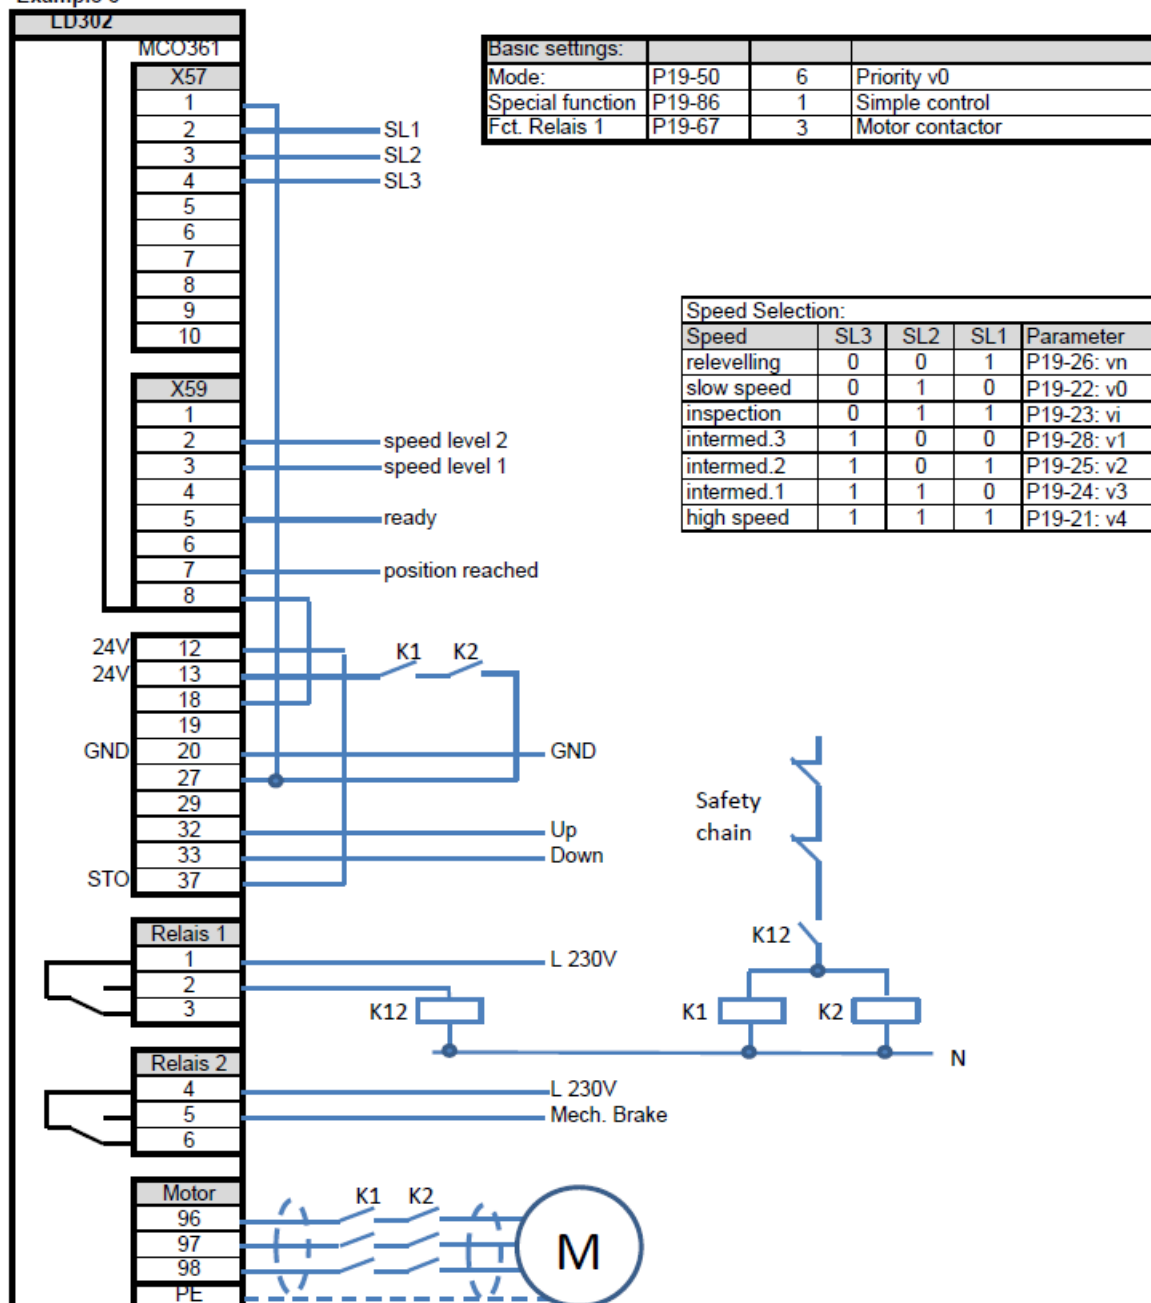 LD302
MCO361
X57
1
2
3
4
5
6
7
8
9
10
SL1
SL2
SL3
Basic settings:
Mode: P19-50 6 Priority v0
Special function P19-86 1 Simple control
Fct. Relais 1 P19-67 3 Motor contactor
Speed Selection:
Speed SL3 SL2 SL1 Parameter
relevelling 0 0 1 P19-26: vn
slow speed 0 1 0 P19-22: v0
inspection 0 1 1 P19-23: vi
intermed.3 1 0 0 P19-28: v1
intermed.2 1 0 1 P19-25: v2
intermed.1 1 1 0 P19-24: v3
high speed 1 1 1 P19-21: v4
X59
1
2 speed level 2
3 speed level 1
4
5 ready
6
7 position reached
8
24V 12
24V 13 K1 K2
18
19
GND 20 GND
27
29
32 Up
33 Down
STO 37
Safety
chain
K12
K1 K2
N
Relais 1
1 L 230V
2
3 K12
Relais 2
4 L 230V
5 Mech. Brake
6
Motor K1 K2
96
97
98
PE
M